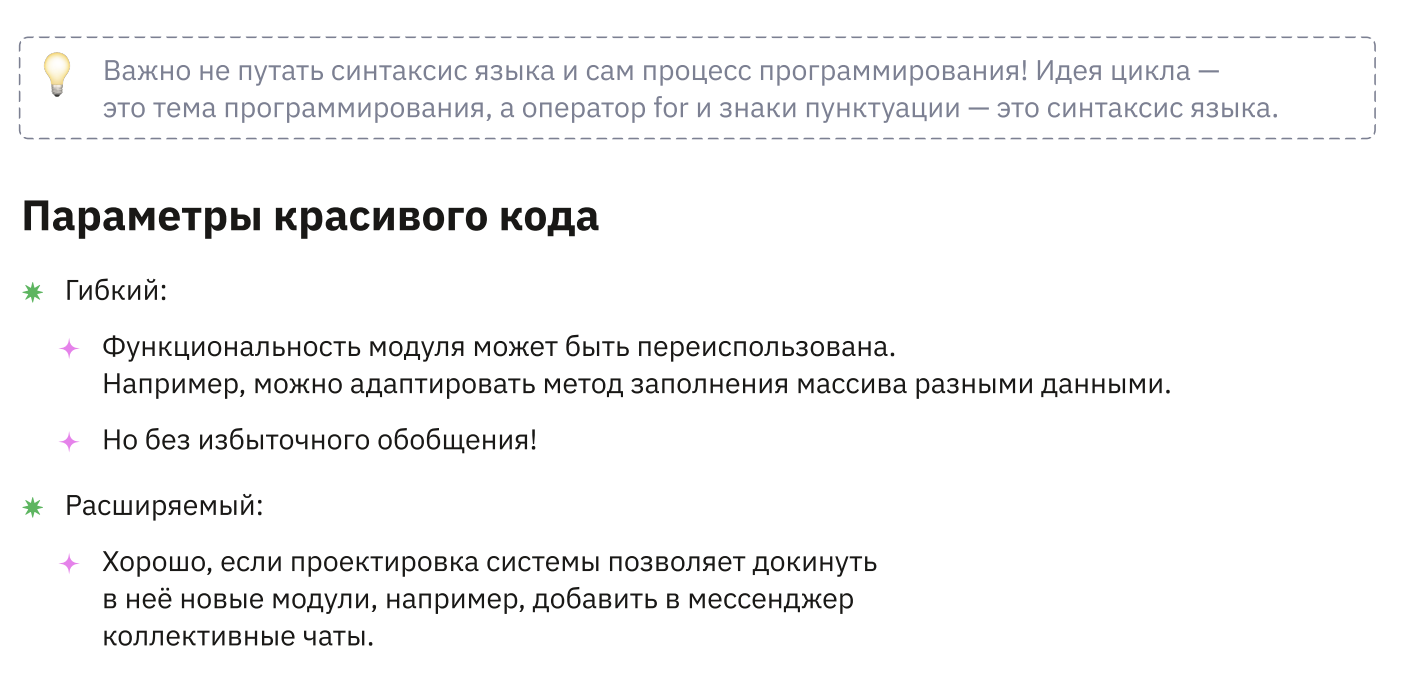 Важно не путать синтаксис языка и сам процесс программирования! Идея цикла —
это тема программирования, а оператор for и знаки пунктуации — это синтаксис языка.
Параметры красивого кода
Гибкий:
Функциональность модуля может быть переиспользована.
Например, можно адаптировать метод заполнения массива разными данными.
Но без избыточного обобщения!
Расширяемый:
Хорошо, если проектировка системы позволяет докинуть
в неё новые модули, например, добавить в мессенджер
коллективные чаты.